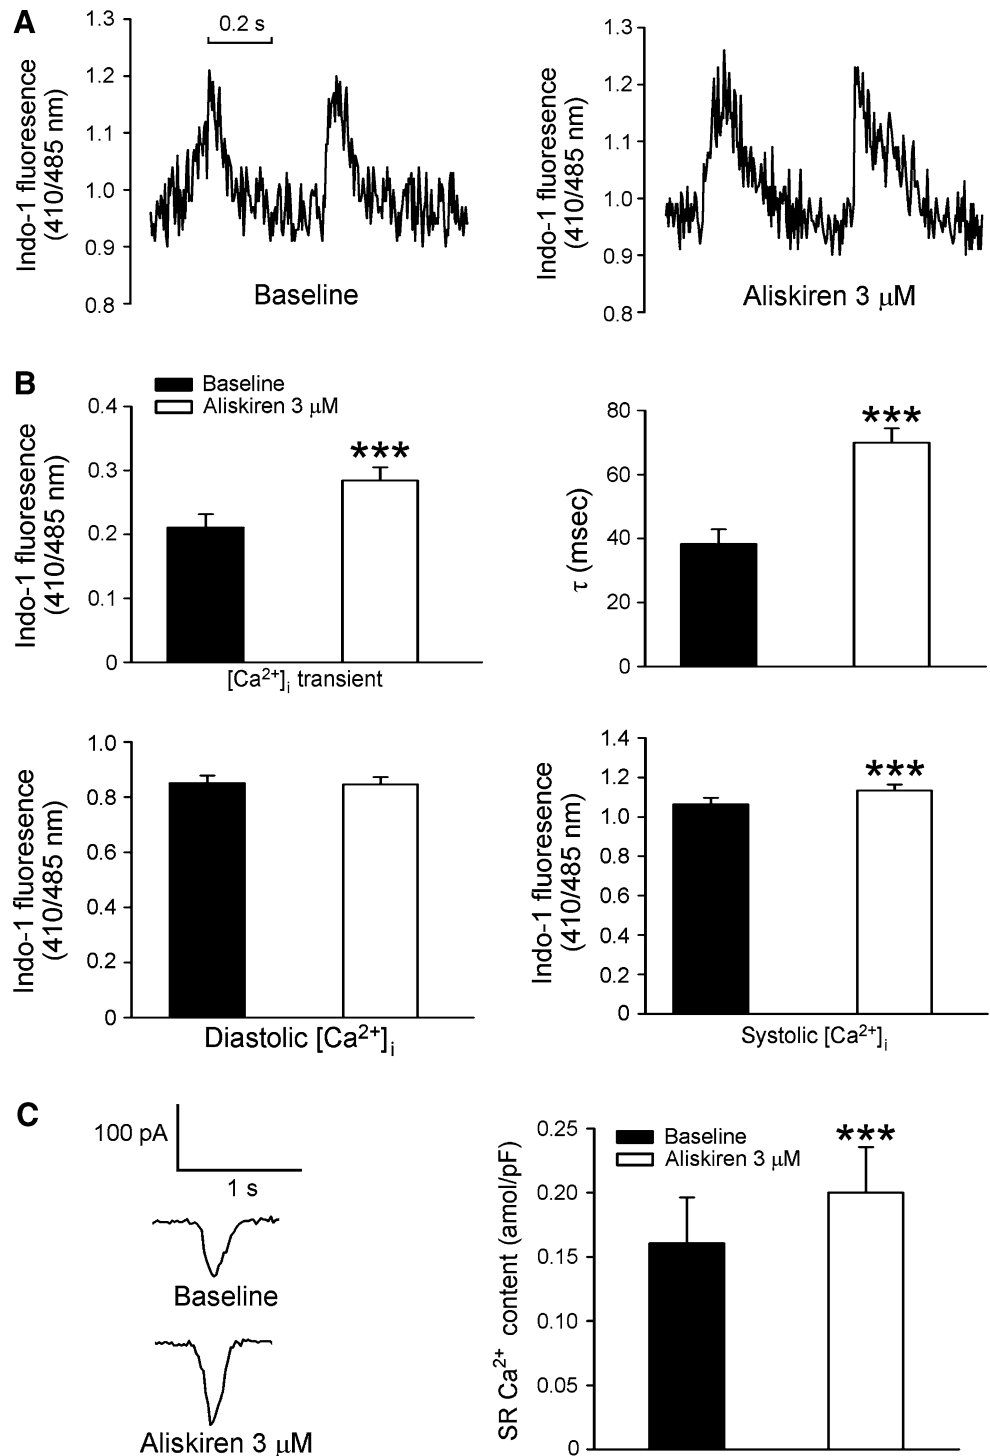 A
1.3
1.2
1.1
1.0
0.9
0.8
Indo-1 fluoresence
(410/485 nm)
0.2 s
Baseline
1.3
1.2
1.1
1.0
0.9
0.8
Indo-1 fluoresence
(410/485 nm)
Aliskiren 3 μM
B
Baseline
Aliskiren 3 μM
0.4
0.3
0.2
0.1
0
Indo-1 fluoresence
(410/485 nm)
***
[Ca²⁺]ᵢ transient
80
60
40
20
0
τ (msec)
***
1.0
0.8
0.6
0.4
0.2
0
Indo-1 fluoresence
(410/485 nm)
Diastolic [Ca²⁺]ᵢ
1.4
1.2
1.0
0.8
0.6
0.4
0.2
0
Indo-1 fluoresence
(410/485 nm)
***
Systolic [Ca²⁺]ᵢ
C
100 pA
1 s
Baseline
Aliskiren 3 μM
0.25
0.20
0.15
0.10
0.05
0
SR Ca²⁺ content (amol/pF)
Baseline
Aliskiren 3 μM
***